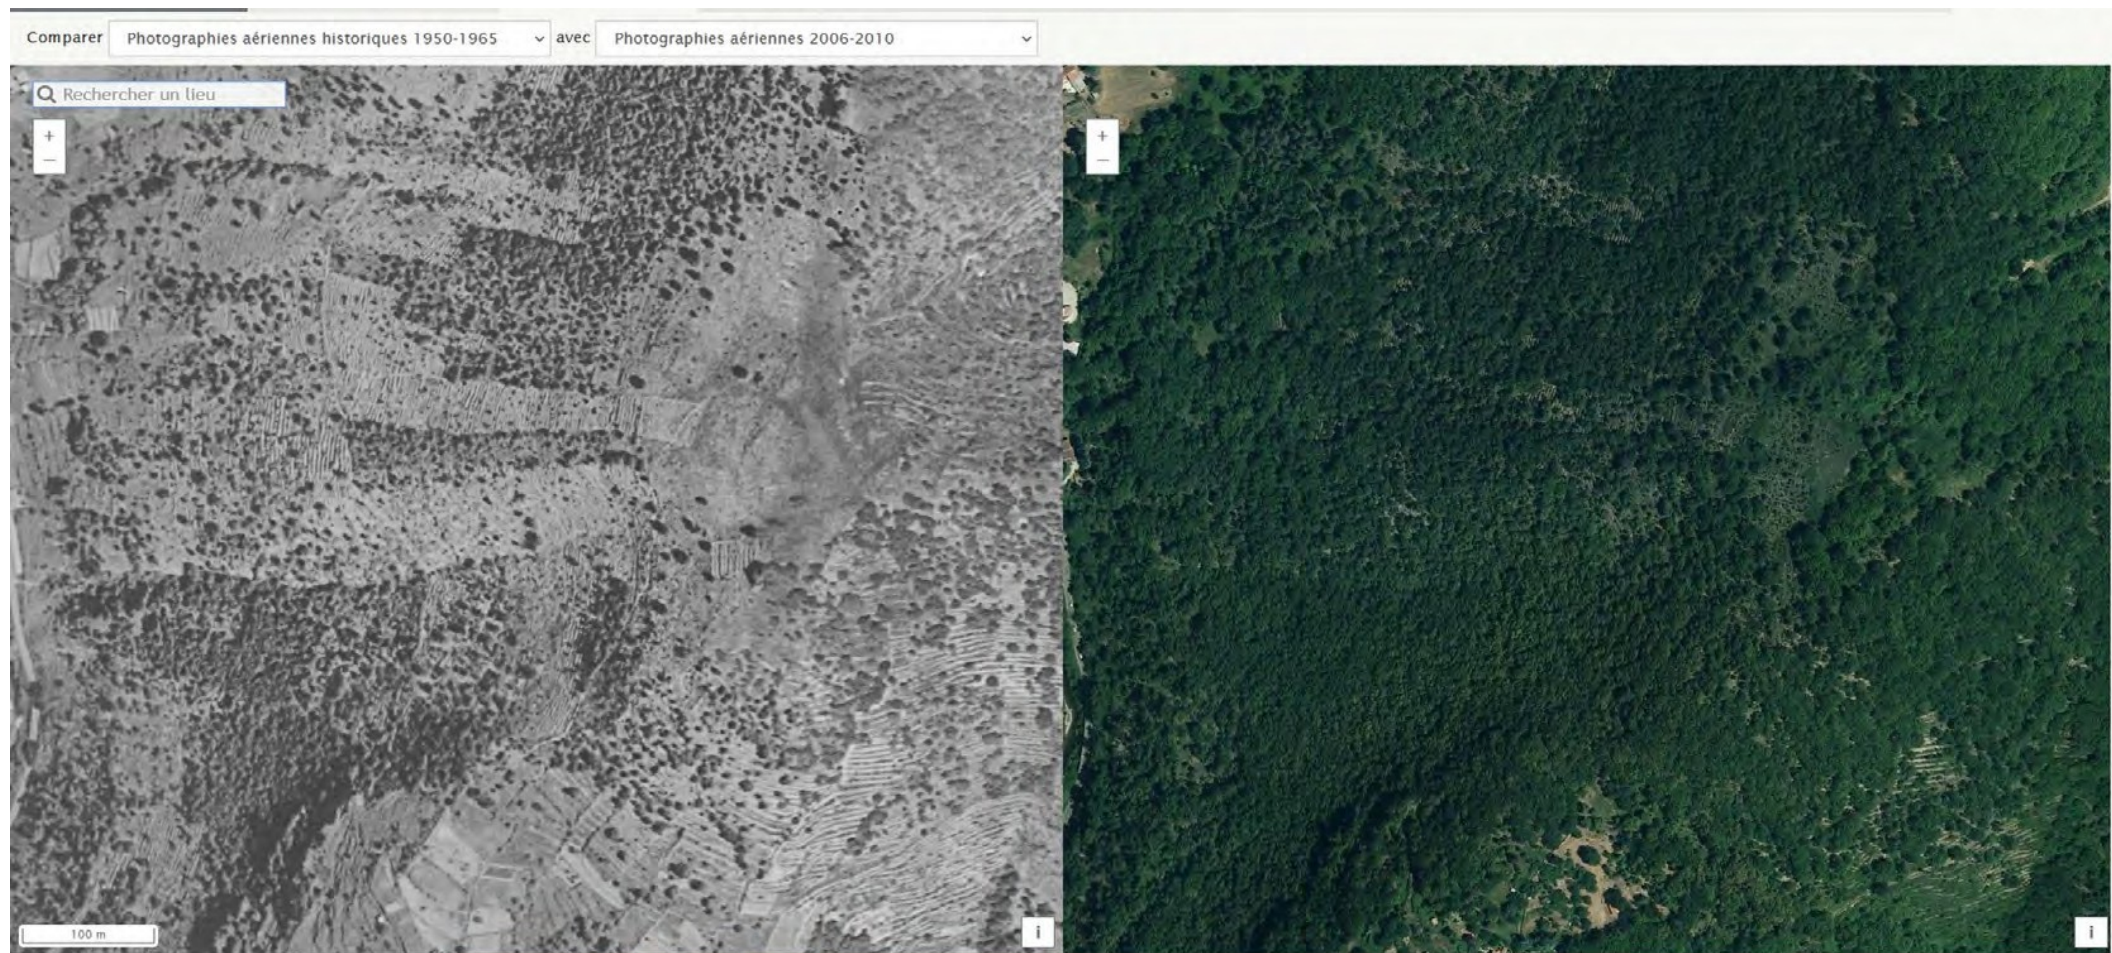 Comparer Photographies aériennes historiques 1950-1965 avec Photographies aériennes 2006-2010
Rechercher un lieu
+ +
– –
100 m i i